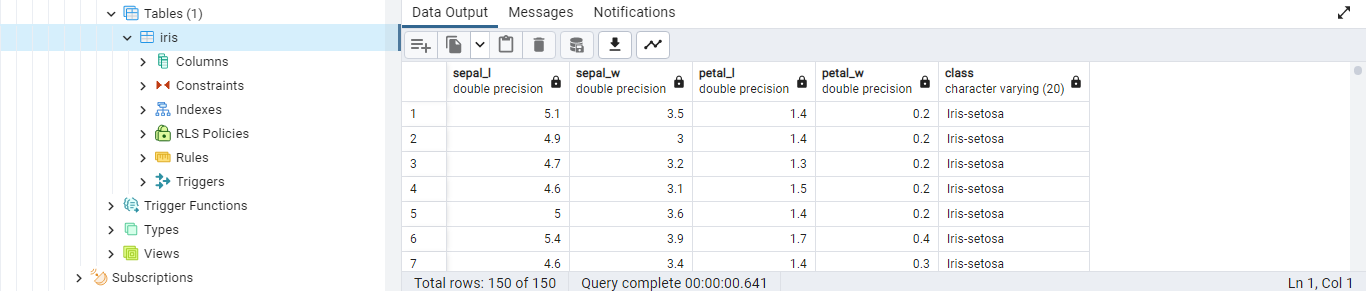 Tables (1)
iris
Columns
Constraints
Indexes
RLS Policies
Rules
Triggers
Trigger Functions
Types
Views
Subscriptions
Data Output Messages Notifications
sepal_l sepal_w petal_l petal_w class
double precision double precision double precision double precision character varying (20)
1 5.1 3.5 1.4 0.2 Iris-setosa
2 4.9 3 1.4 0.2 Iris-setosa
3 4.7 3.2 1.3 0.2 Iris-setosa
4 4.6 3.1 1.5 0.2 Iris-setosa
5 5 3.6 1.4 0.2 Iris-setosa
6 5.4 3.9 1.7 0.4 Iris-setosa
7 4.6 3.4 1.4 0.3 Iris-setosa
Total rows: 150 of 150 Query complete 00:00:00.641 Ln 1, Col 1